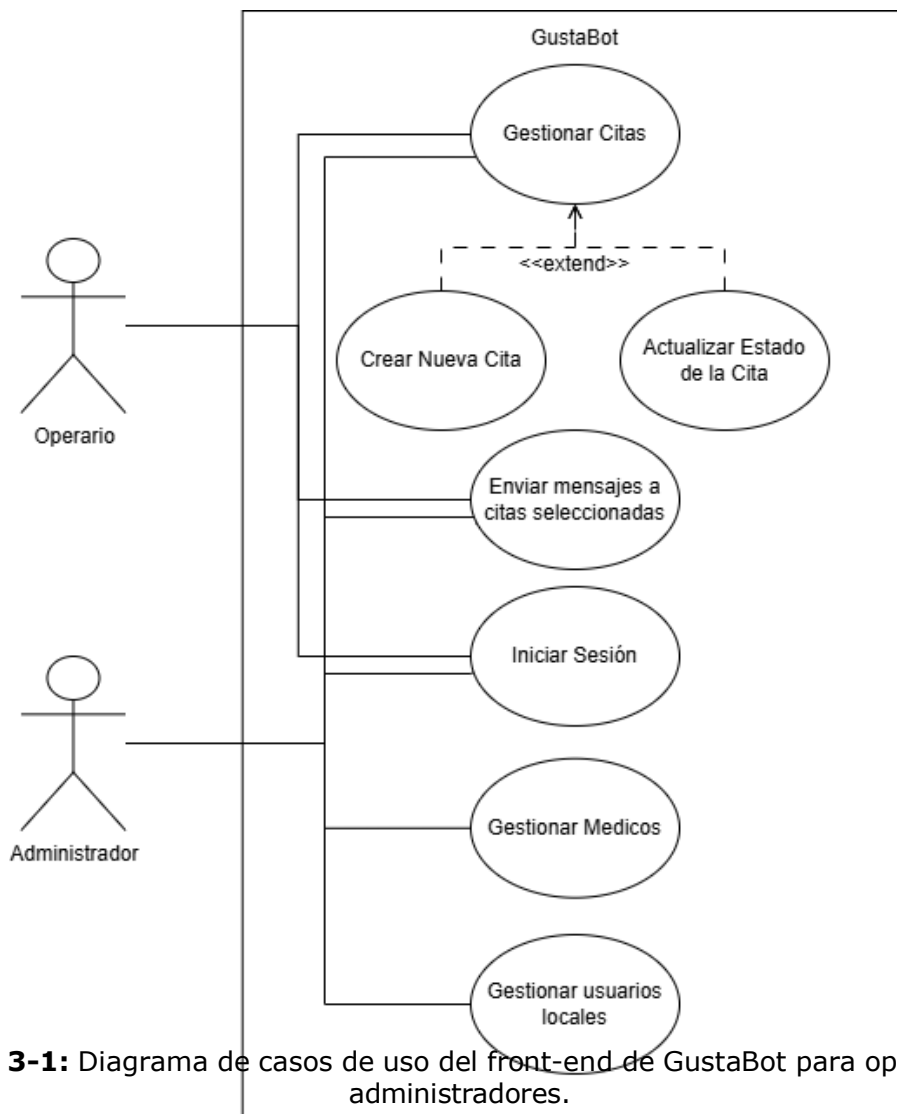 GustaBot
Gestionar Citas
<<extend>>
Crear Nueva Cita
Actualizar Estado
de la Cita
Operario
Enviar mensajes a
citas seleccionadas
Iniciar Sesión
Gestionar Medicos
Administrador
Gestionar usuarios
locales
3-1: Diagrama de casos de uso del front-end de GustaBot para op
administradores.